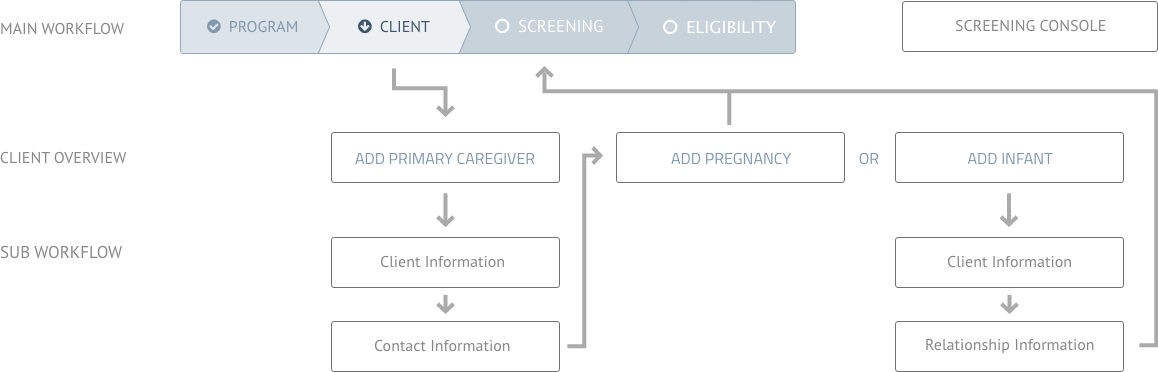 MAIN WORKFLOW
PROGRAM
CLIENT
SCREENING
ELIGIBILITY
SCREENING CONSOLE
CLIENT OVERVIEW
ADD PRIMARY CAREGIVER
ADD PREGNANCY
OR
ADD INFANT
SUB WORKFLOW
Client Information
Client Information
Contact Information
Relationship Information